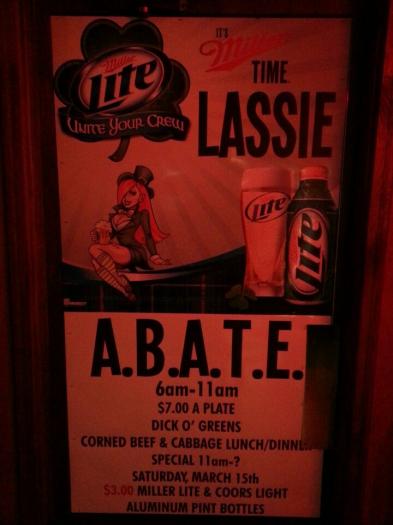 IT'S
Miller
TIME
LASSIE
Miller
Lite
UNITE YOUR CREW
Lite
Lite
A.B.A.T.E.
6am-11am
$7.00 A PLATE
DICK O' GREENS
CORNED BEEF & CABBAGE LUNCH/DINN
SPECIAL 11am-?
SATURDAY, MARCH 15th
$3.00 MILLER LITE & COORS LIGHT
ALUMINUM PINT BOTTLES